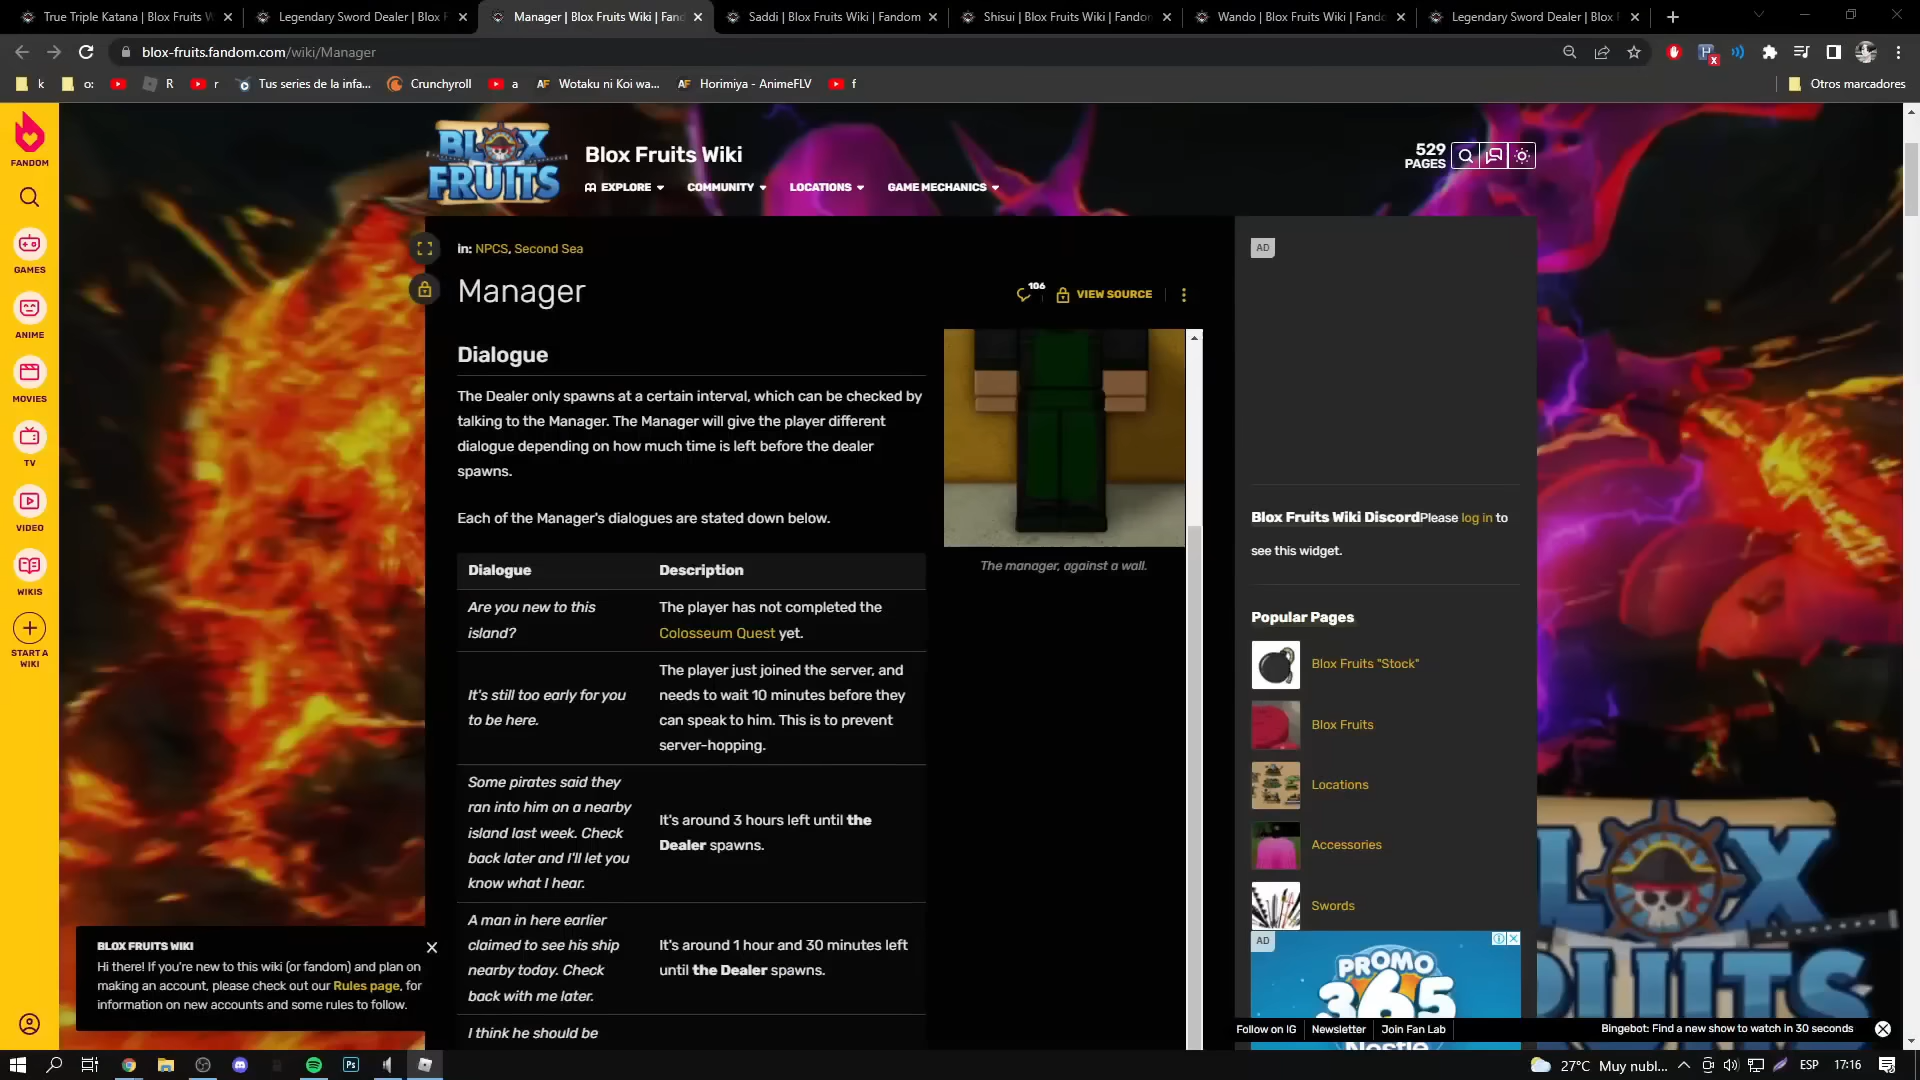 True Triple Katana | Blox Fruits W
Legendary Sword Dealer | Blox F
Manager | Blox Fruits Wiki | Fand
Saddi | Blox Fruits Wiki | Fandom
Shisui | Blox Fruits Wiki | Fandom
Wando | Blox Fruits Wiki | Fando
Legendary Sword Dealer | Blox F
blox-fruits.fandom.com/wiki/Manager
k
o:
R
r
Tus series de la infa...
Crunchyroll
a
AF
Wotaku ni Koi wa...
AF
Horimiya - AnimeFLV
f
Otros marcadores
FANDOM
GAMES
ANIME
MOVIES
TV
VIDEO
WIKIS
START A
WIKI
BLOX
FRUITS
Blox Fruits Wiki
EXPLORE
COMMUNITY
LOCATIONS
GAME MECHANICS
529
PAGES
in: NPCS, Second Sea
Manager
106
VIEW SOURCE
Dialogue
The Dealer only spawns at a certain interval, which can be checked by
talking to the Manager. The Manager will give the player different
dialogue depending on how much time is left before the dealer
spawns.
Each of the Manager's dialogues are stated down below.
Dialogue
Description
Are you new to this
island?
The player has not completed the
Colosseum Quest yet.
It's still too early for you
to be here.
The player just joined the server, and
needs to wait 10 minutes before they
can speak to him. This is to prevent
server-hopping.
Some pirates said they
ran into him on a nearby
island last week. Check
back later and I'll let you
know what I hear.
It's around 3 hours left until the
Dealer spawns.
A man in here earlier
claimed to see his ship
nearby today. Check
back with me later.
It's around 1 hour and 30 minutes left
until the Dealer spawns.
I think he should be
The manager, against a wall.
AD
Blox Fruits Wiki DiscordPlease log in to
see this widget.
Popular Pages
Blox Fruits "Stock"
Blox Fruits
Locations
Accessories
Swords
AD
PROMO
365
Nestle
BLOX FRUITS WIKI
Hi there! If you're new to this wiki (or fandom) and plan on
making an account, please check out our Rules page, for
information on new accounts and some rules to follow.
Follow on IG
Newsletter
Join Fan Lab
Bingebot: Find a new show to watch in 30 seconds
Ps
27°C Muy nubl...
ESP
17:16